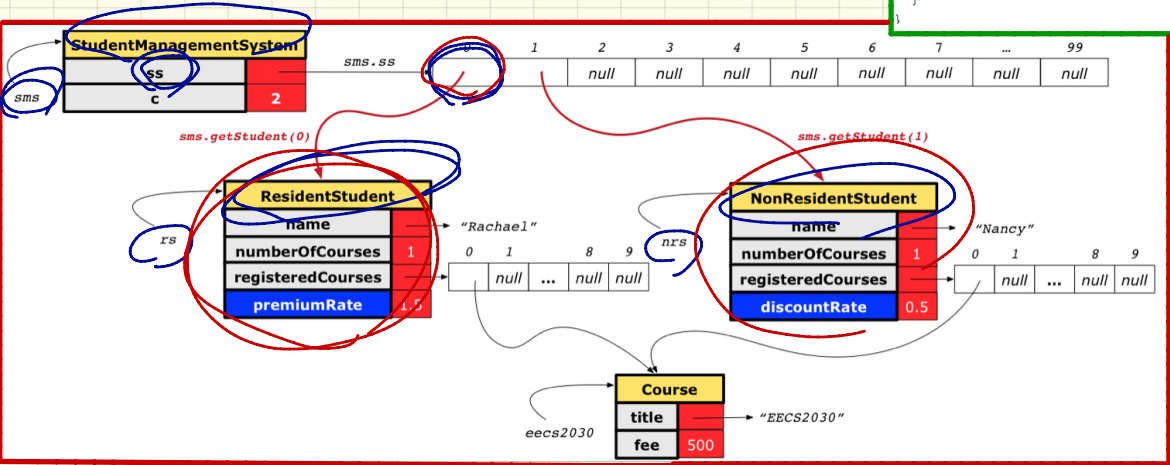 }
}
StudentManagementSystem
ss
c 2
sms
sms.ss
0 1 2 3 4 5 6 7 … 99
null null null null null null null null
sms.getStudent(0)
sms.getStudent(1)
ResidentStudent
name
numberOfCourses 1
registeredCourses
premiumRate 1.5
rs
“Rachael”
0 1 8 9
null … null null
NonResidentStudent
name
numberOfCourses 1
registeredCourses
discountRate 0.5
nrs
“Nancy”
0 1 8 9
null … null null
Course
title
fee 500
eecs2030
“EECS2030”